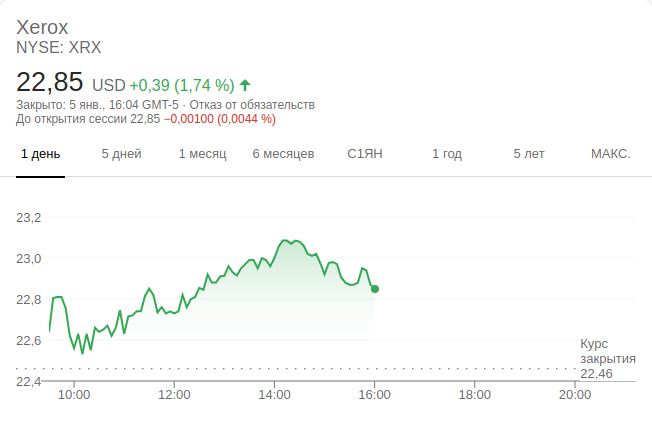 Xerox
NYSE: XRX
22,85 USD +0,39 (1,74 %)
Закрыто: 5 янв., 16:04 GMT-5 · Отказ от обязательств
До открытия сессии 22,85 −0,00100 (0,0044 %)
1 день 5 дней 1 месяц 6 месяцев С1ЯН 1 год 5 лет МАКС.
23,2
23,0
22,8
22,6
Курс
закрытия
22,46
22,4
10:00 12:00 14:00 16:00 18:00 20:00